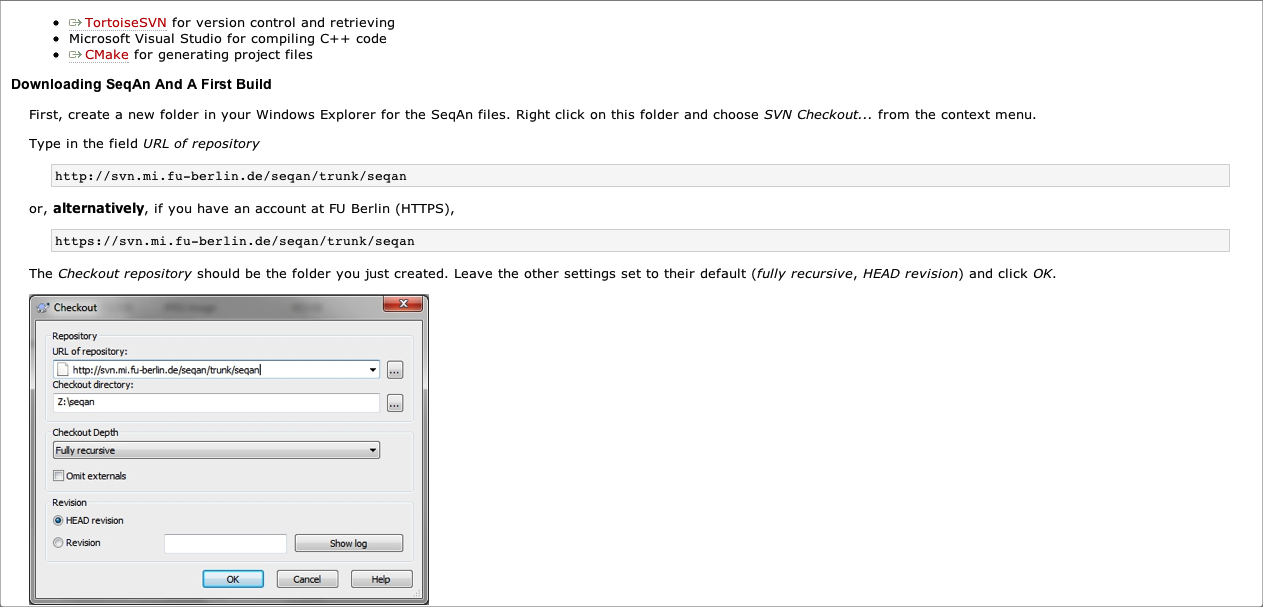 TortoiseSVN for version control and retrieving
Microsoft Visual Studio for compiling C++ code
CMake for generating project files
Downloading SeqAn And A First Build
First, create a new folder in your Windows Explorer for the SeqAn files. Right click on this folder and choose SVN Checkout... from the context menu.
Type in the field URL of repository
http://svn.mi.fu-berlin.de/seqan/trunk/seqan
or, alternatively, if you have an account at FU Berlin (HTTPS),
https://svn.mi.fu-berlin.de/seqan/trunk/seqan
The Checkout repository should be the folder you just created. Leave the other settings set to their default (fully recursive, HEAD revision) and click OK.
Checkout
Repository
URL of repository:
http://svn.mi.fu-berlin.de/seqan/trunk/seqan
...
Checkout directory:
Z:\seqan
...
Checkout Depth
Fully recursive
Omit externals
Revision
HEAD revision
Revision
Show log
OK Cancel Help